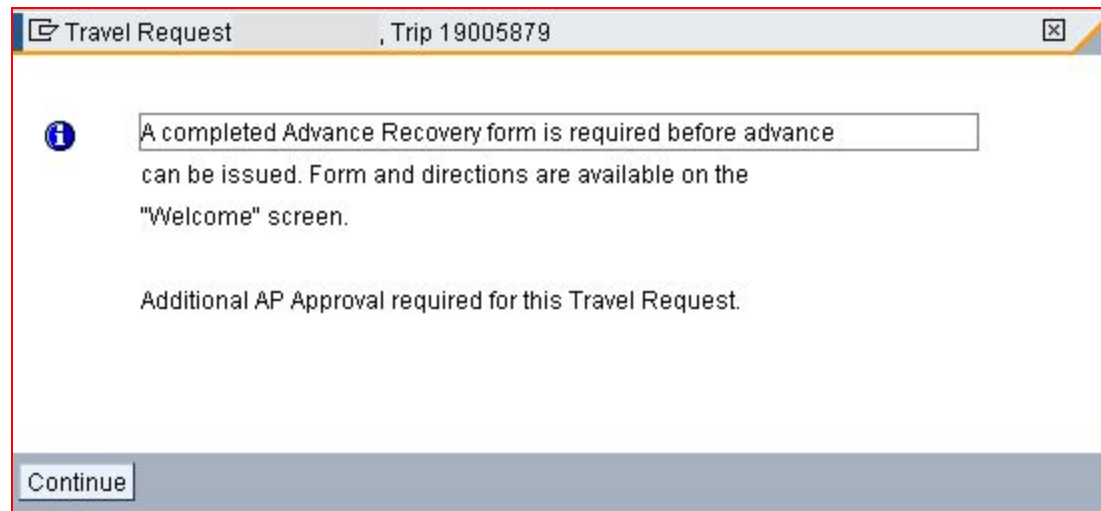 Travel Request , Trip 19005879
A completed Advance Recovery form is required before advance
can be issued. Form and directions are available on the
"Welcome" screen.
Additional AP Approval required for this Travel Request.
Continue